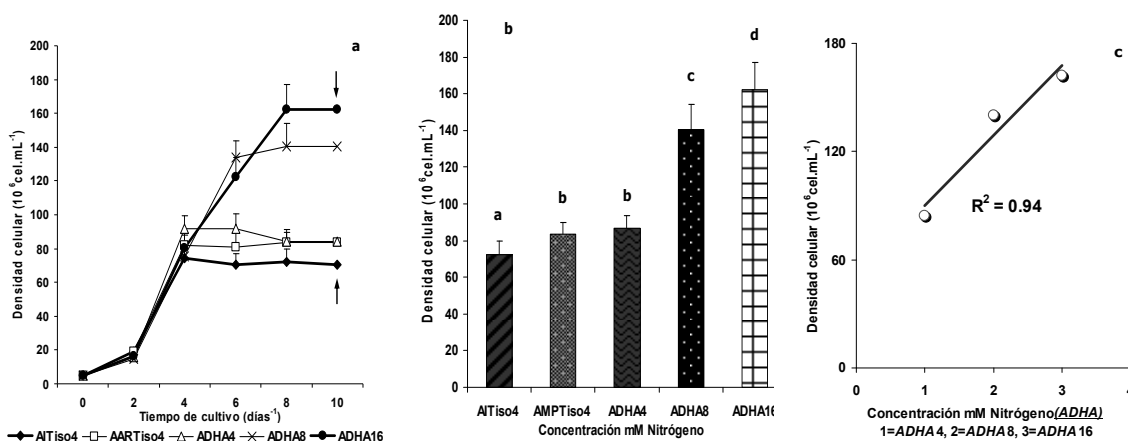 a
Densidad celular (10⁶cel.mL⁻¹)
200
180
160
140
120
100
80
60
40
20
0
0 2 4 6 8 10
Tiempo de cultivo (días⁻¹)
AITiso4 AARTiso4 ADHA4 ADHA8 ADHA16
b
Densidad celular (10⁶cel.mL⁻¹)
200
180
160
140
120
100
80
60
40
20
0
a b b c d
AITiso4 AMPTiso4 ADHA4 ADHA8 ADHA16
Concentración mM Nitrógeno
c
Densidad celular (10⁶cel.mL⁻¹)
180
120
60
0
R² = 0.94
0 1 2 3 4
Concentración mM Nitrógeno(ADHA)
1=ADHA4, 2=ADHA8, 3=ADHA16